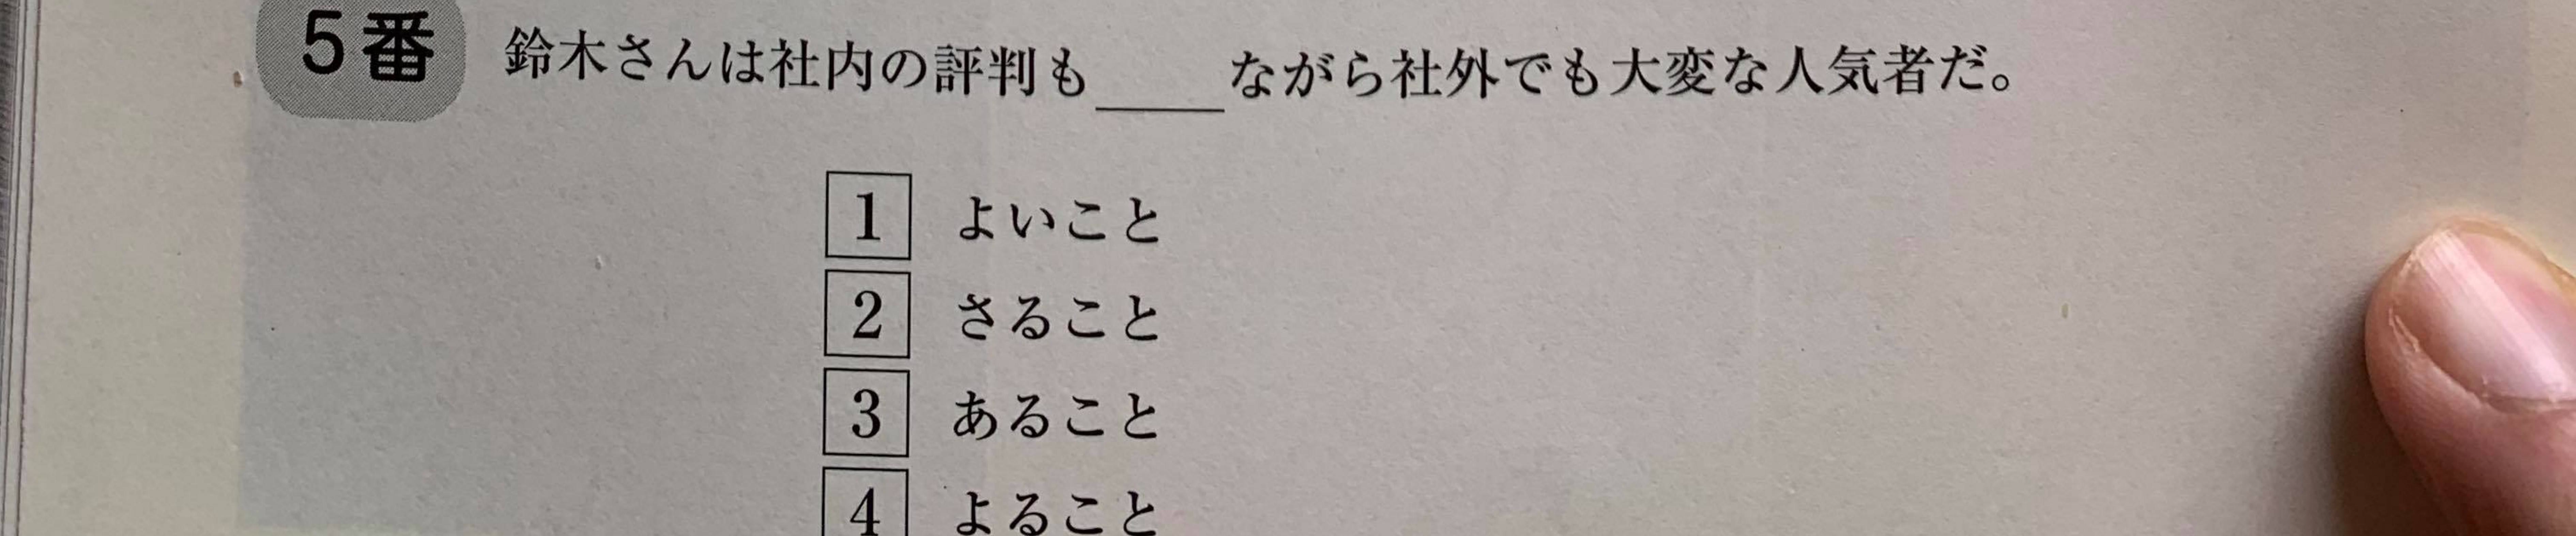 5番 鈴木さんは社内の評判も____ながら社外でも大変な人気者だ。
1 よいこと
2 さること
3 あること
4 よること